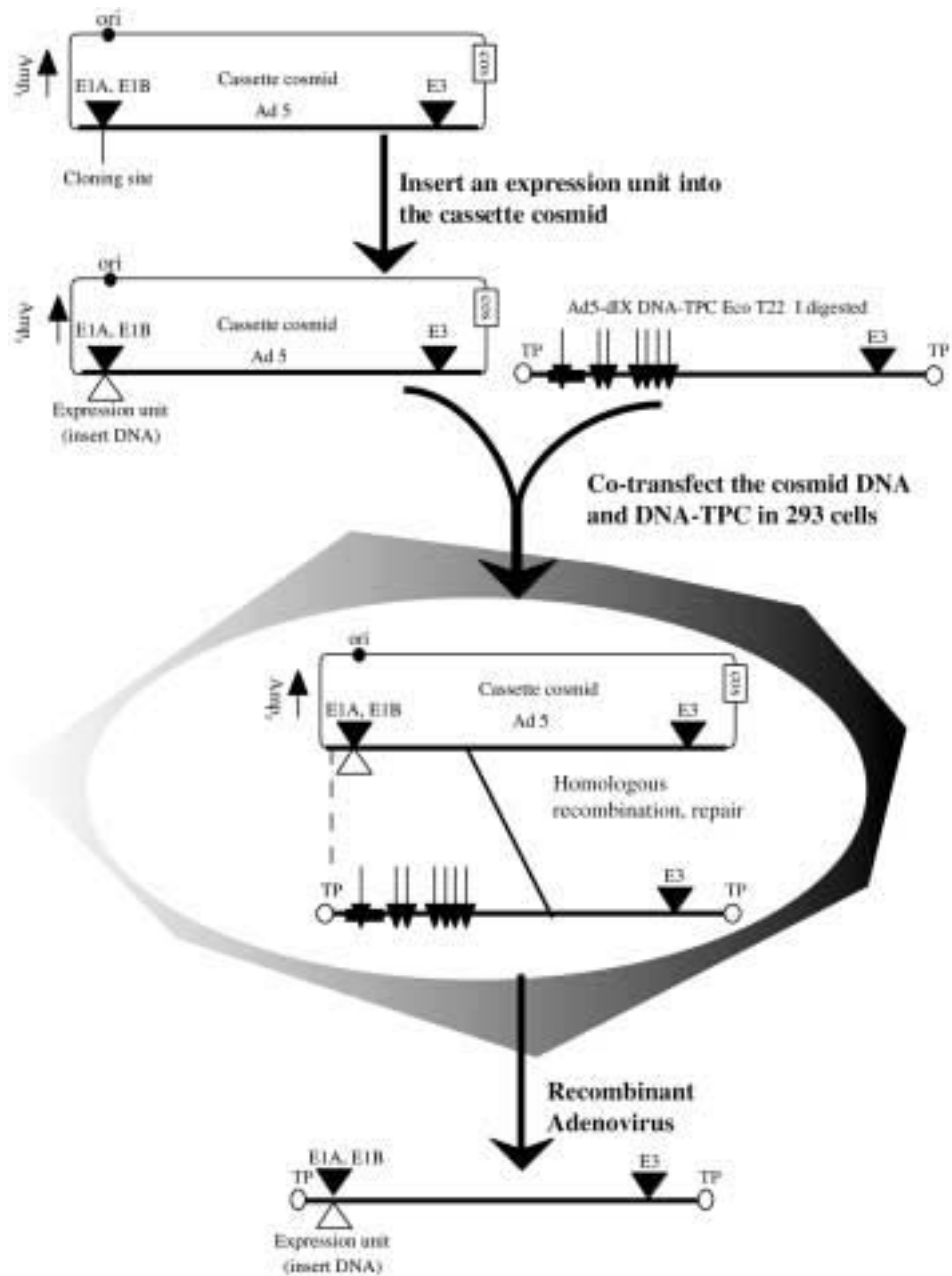 ori
Ampr
cos
E1A, E1B
Cassette cosmid
Ad 5
E3
Cloning site
Insert an expression unit into
the cassette cosmid
ori
Ampr
cos
E1A, E1B
Cassette cosmid
Ad 5
E3
Expression unit
(insert DNA)
Ad5-dlX DNA-TPC Eco T22 I digested
TP
E3
TP
Co-transfect the cosmid DNA
and DNA-TPC in 293 cells
ori
Ampr
cos
E1A, E1B
Cassette cosmid
Ad 5
E3
Homologous
recombination, repair
TP
E3
TP
Recombinant
Adenovirus
E1A, E1B
TP
E3
TP
Expression unit
(insert DNA)